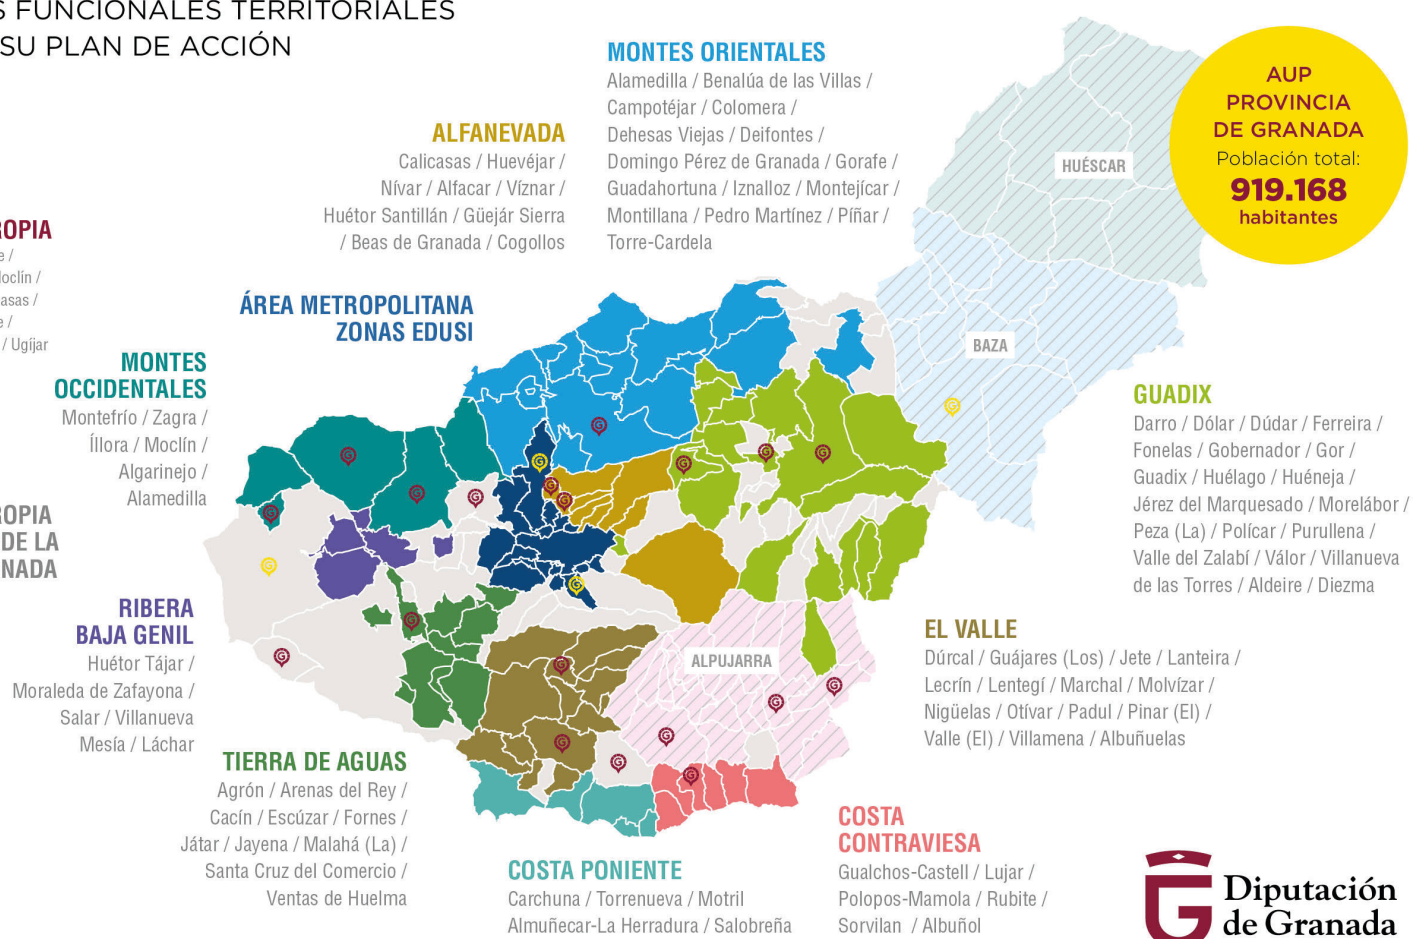 S FUNCIONALES TERRITORIALES
SU PLAN DE ACCIÓN
MONTES ORIENTALES
Alamedilla / Benalúa de las Villas /
Campotéjar / Colomera /
Dehesas Viejas / Deifontes /
Domingo Pérez de Granada / Gorafe /
Guadahortuna / Iznalloz / Montejícar /
Montillana / Pedro Martínez / Píñar /
Torre-Cardela
AUP
PROVINCIA
DE GRANADA
Población total:
919.168
habitantes
ALFANEVADA
Calicasas / Huevéjar /
Nívar / Alfacar / Víznar /
Huétor Santillán / Güejár Sierra
/ Beas de Granada / Cogollos
HUÉSCAR
ROPIA
e /
Moclín /
asas /
e /
/ Ugíjar
ÁREA METROPOLITANA
ZONAS EDUSI
BAZA
MONTES
OCCIDENTALES
Montefrío / Zagra /
Íllora / Moclín /
Algarinejo /
Alamedilla
GUADIX
Darro / Dólar / Dúdar / Ferreira /
Fonelas / Gobernador / Gor /
Guadix / Huélago / Huéneja /
Jérez del Marquesado / Morelábor /
Peza (La) / Polícar / Purullena /
Valle del Zalabí / Válor / Villanueva
de las Torres / Aldeire / Diezma
ROPIA
DE LA
NADA
RIBERA
BAJA GENIL
Huétor Tájar /
Moraleda de Zafayona /
Salar / Villanueva
Mesía / Láchar
ALPUJARRA
EL VALLE
Dúrcal / Guájares (Los) / Jete / Lanteira /
Lecrín / Lentegí / Marchal / Molvízar /
Nigüelas / Otívar / Padul / Pinar (El) /
Valle (El) / Villamena / Albuñuelas
TIERRA DE AGUAS
Agrón / Arenas del Rey /
Cacín / Escúzar / Fornes /
Játar / Jayena / Malahá (La) /
Santa Cruz del Comercio /
Ventas de Huelma
COSTA PONIENTE
Carchuna / Torrenueva / Motril
Almuñecar-La Herradura / Salobreña
COSTA
CONTRAVIESA
Gualchos-Castell / Lujar /
Polopos-Mamola / Rubite /
Sorvilan / Albuñol
Diputación
de Granada